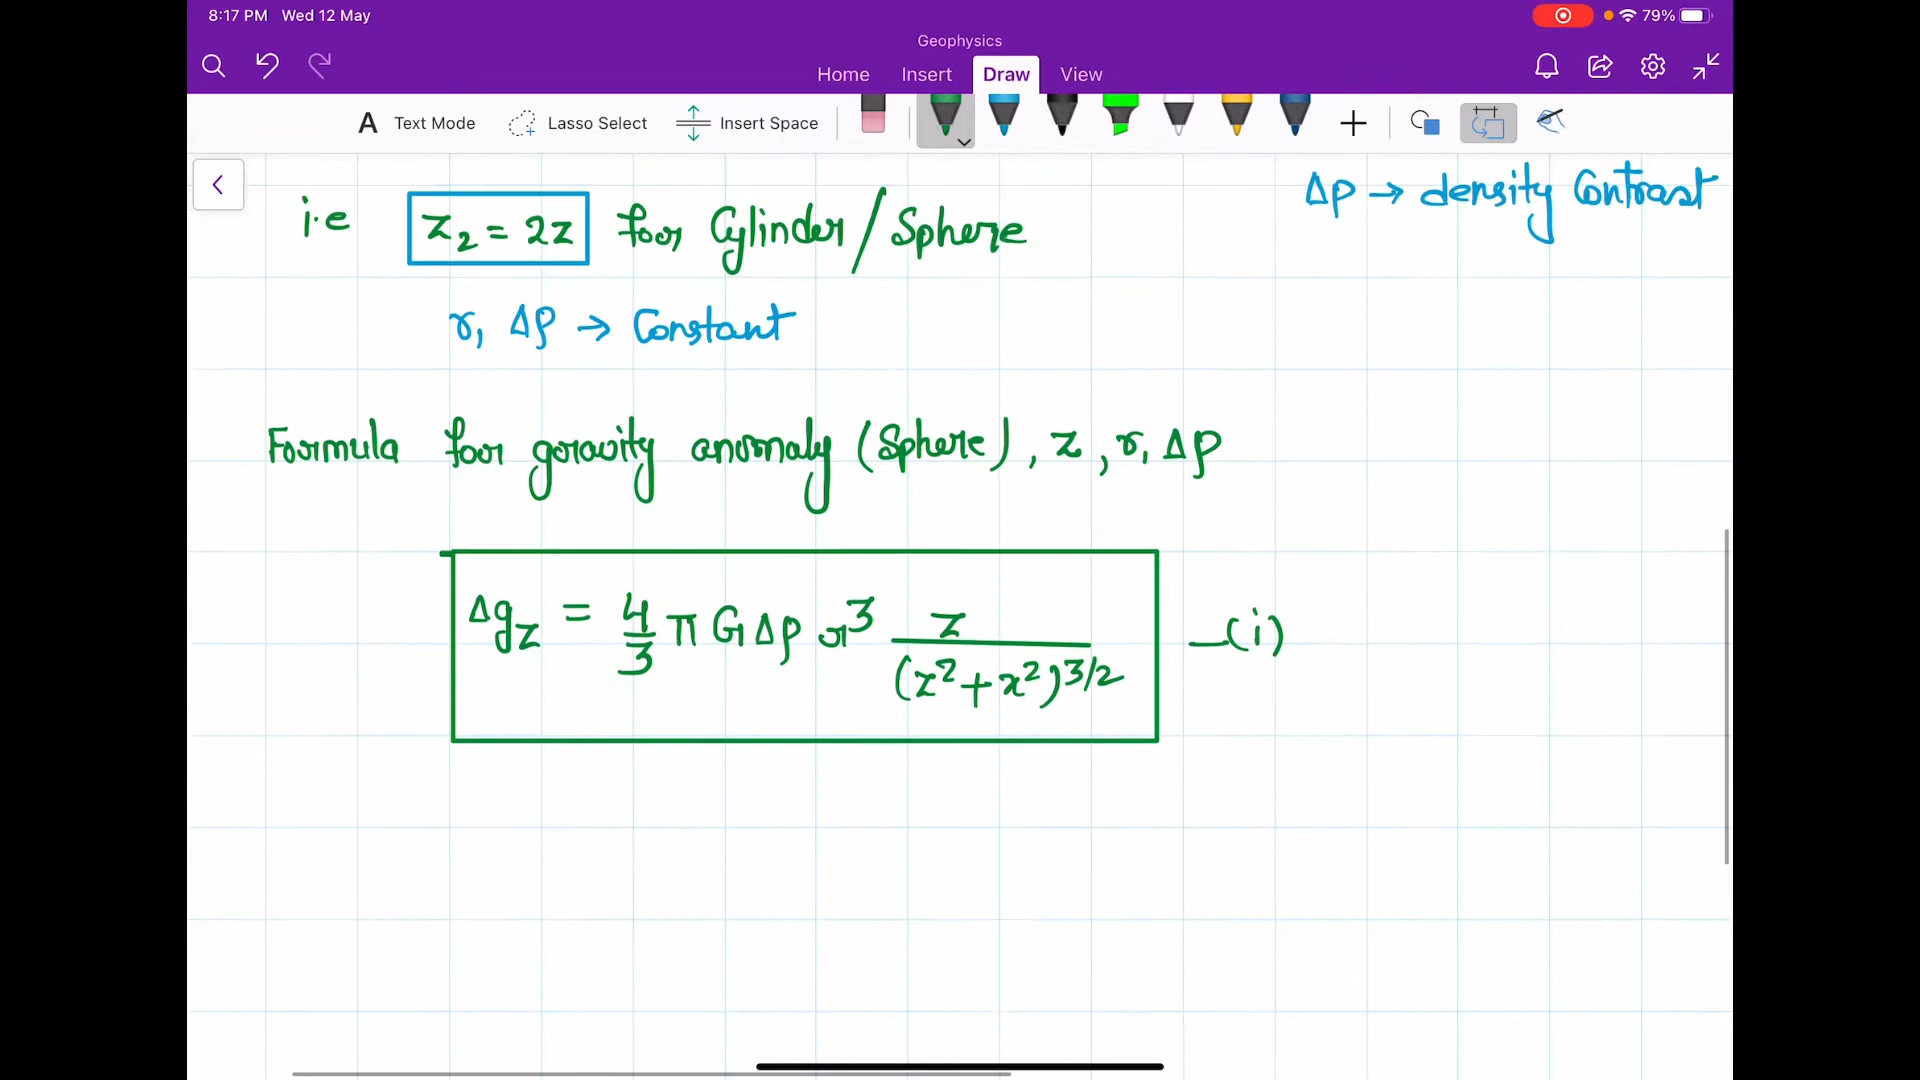 8:17 PM Wed 12 May 79%
Geophysics
Home Insert Draw View
A Text Mode Lasso Select Insert Space
Δρ → density Contrast
i.e z₂ = 2z for Cylinder/Sphere
r, Δρ → Constant
Formula for gravity anomaly (Sphere), z, r, Δρ
Δg_z = 4/3 π G Δρ r³ z/(z²+x²)^3/2 —(i)